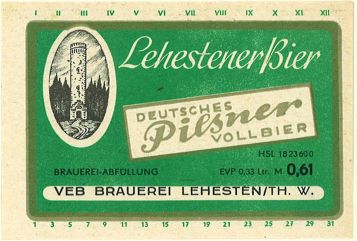 I II III IV V VI VII VIII IX X XI XII
Lehestener Bier
DEUTSCHES
Pilsner
VOLLBIER
HSL 1823600
BRAUEREI-ABFÜLLUNG EVP 0,33 Ltr. M 0,61
VEB BRAUEREI LEHESTEN/TH. W.
1 3 5 7 9 11 13 15 17 19 21 23 25 27 29 31